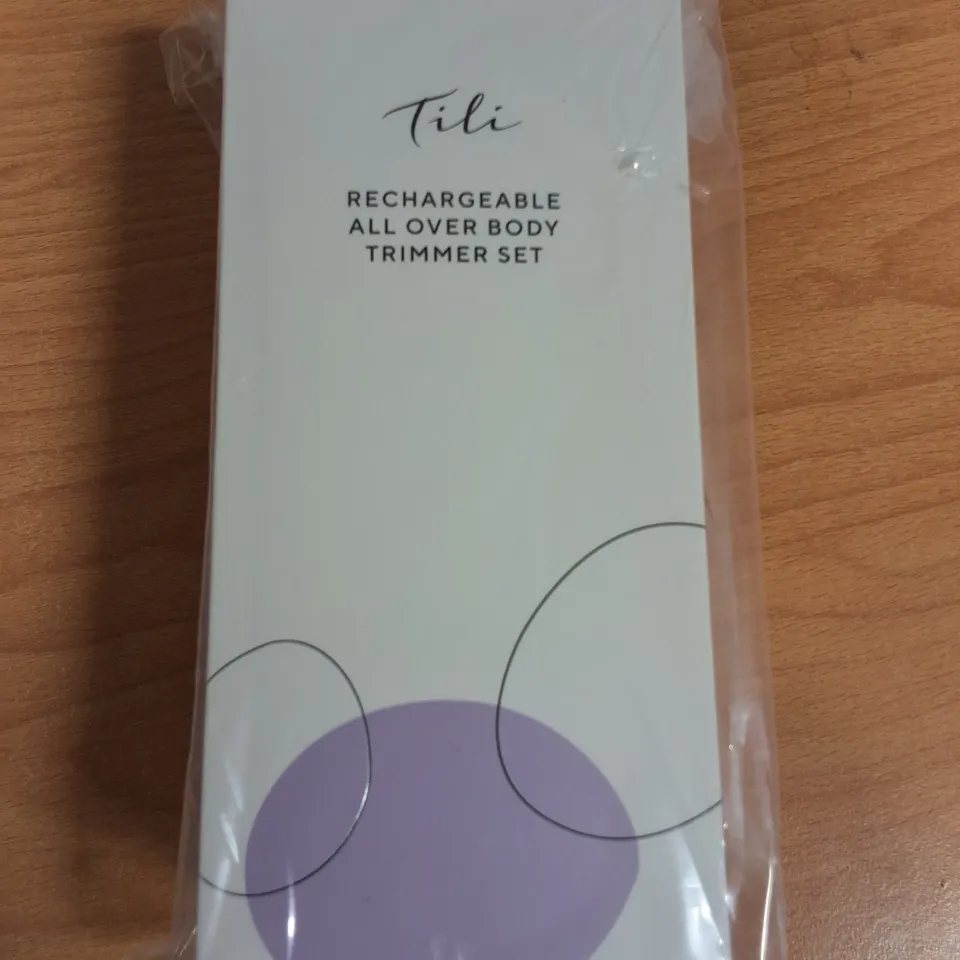 Tili
RECHARGEABLE
ALL OVER BODY
TRIMMER SET